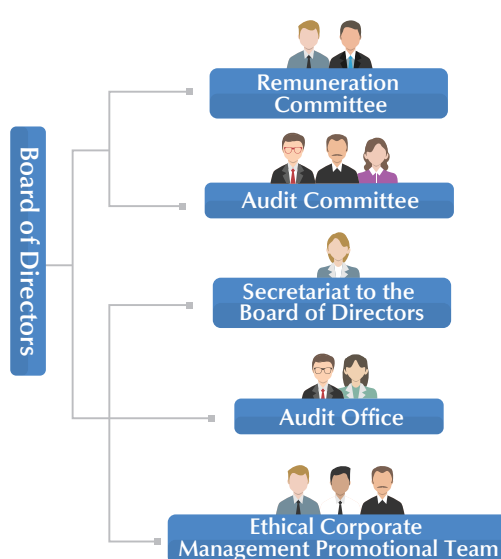 Board of Directors
Remuneration
Committee
Audit Committee
Secretariat to the
Board of Directors
Audit Office
Ethical Corporate
Management Promotional Team